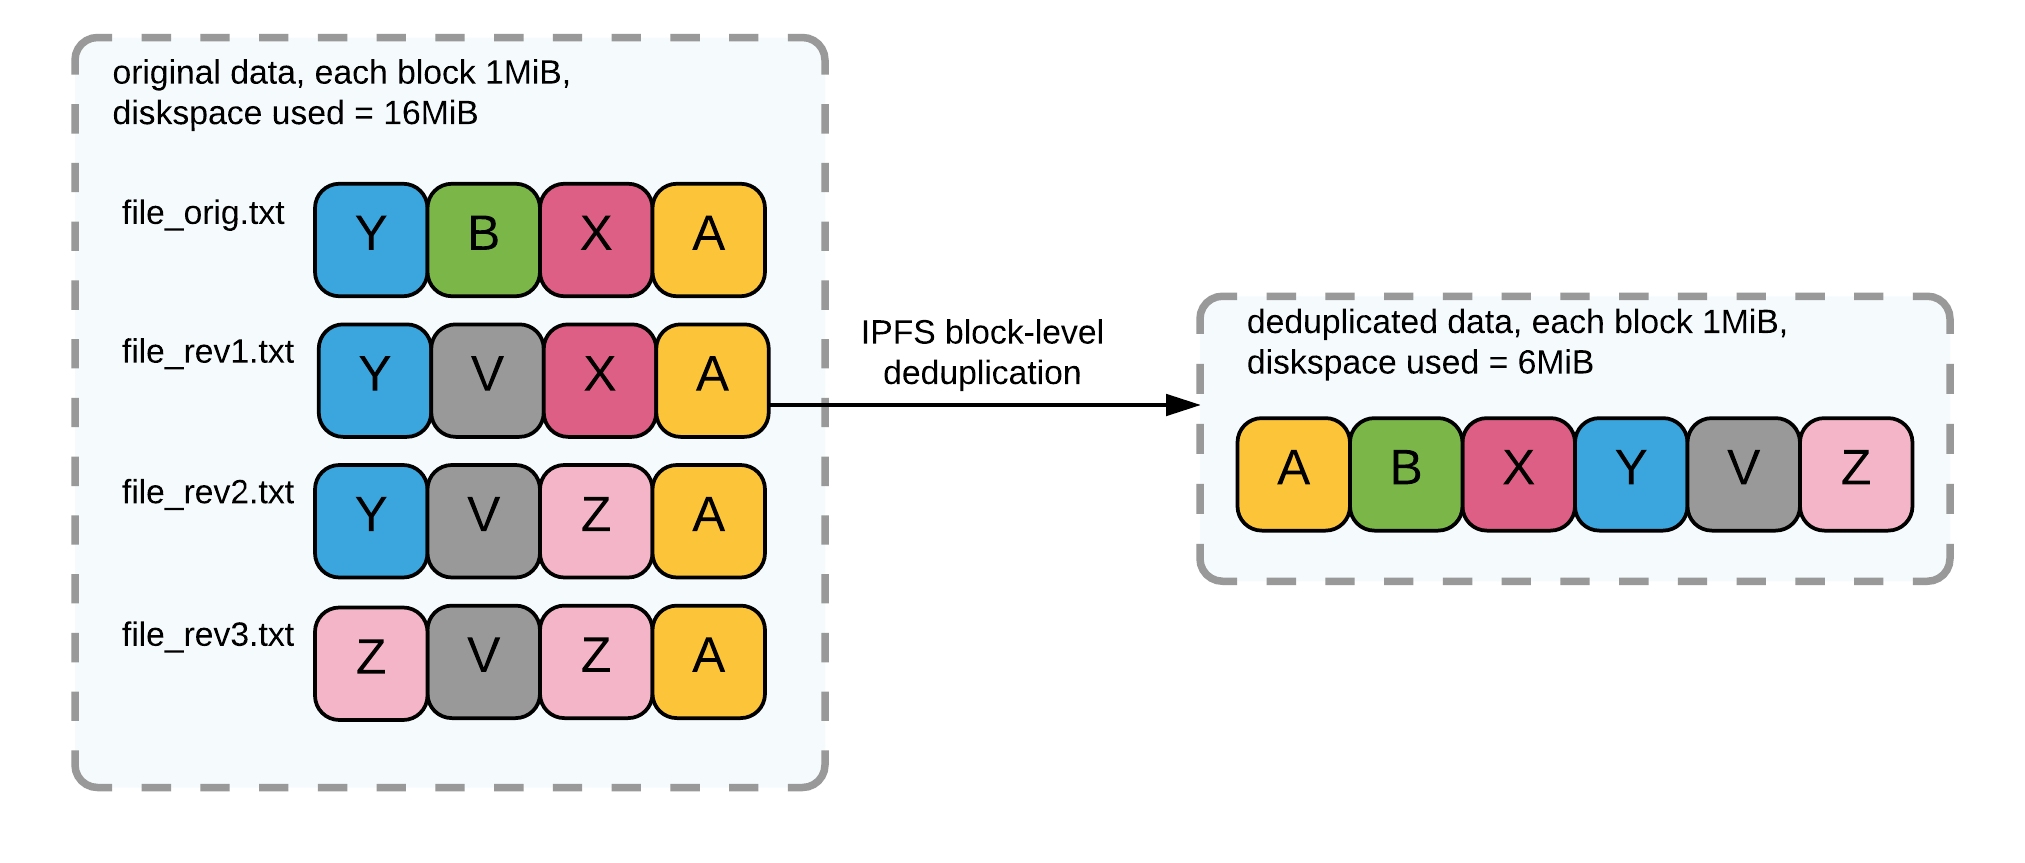 original data, each block 1MiB,
diskspace used = 16MiB
file_orig.txt Y B X A
file_rev1.txt Y V X A
file_rev2.txt Y V Z A
file_rev3.txt Z V Z A
IPFS block-level
deduplication
deduplicated data, each block 1MiB,
diskspace used = 6MiB
A B X Y V Z